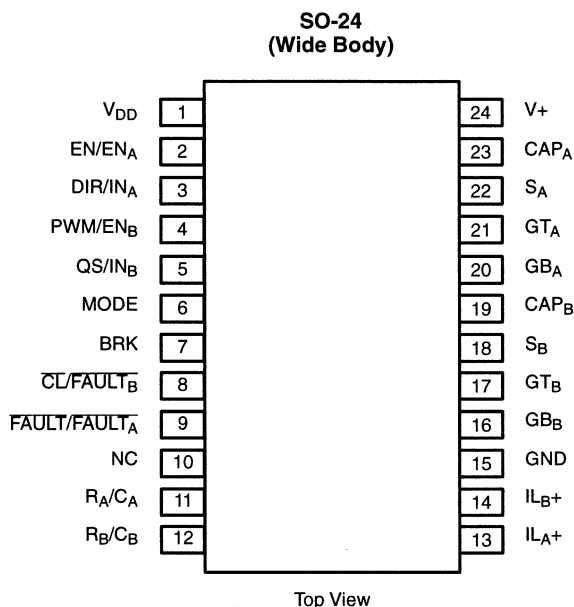 SO-24
(Wide Body)
V_DD 1 24 V+
EN/EN_A 2 23 CAP_A
DIR/IN_A 3 22 S_A
PWM/EN_B 4 21 GT_A
QS/IN_B 5 20 GB_A
MODE 6 19 CAP_B
BRK 7 18 S_B
CL/FAULT_B 8 17 GT_B
FAULT/FAULT_A 9 16 GB_B
NC 10 15 GND
R_A/C_A 11 14 IL_B+
R_B/C_B 12 13 IL_A+
Top View